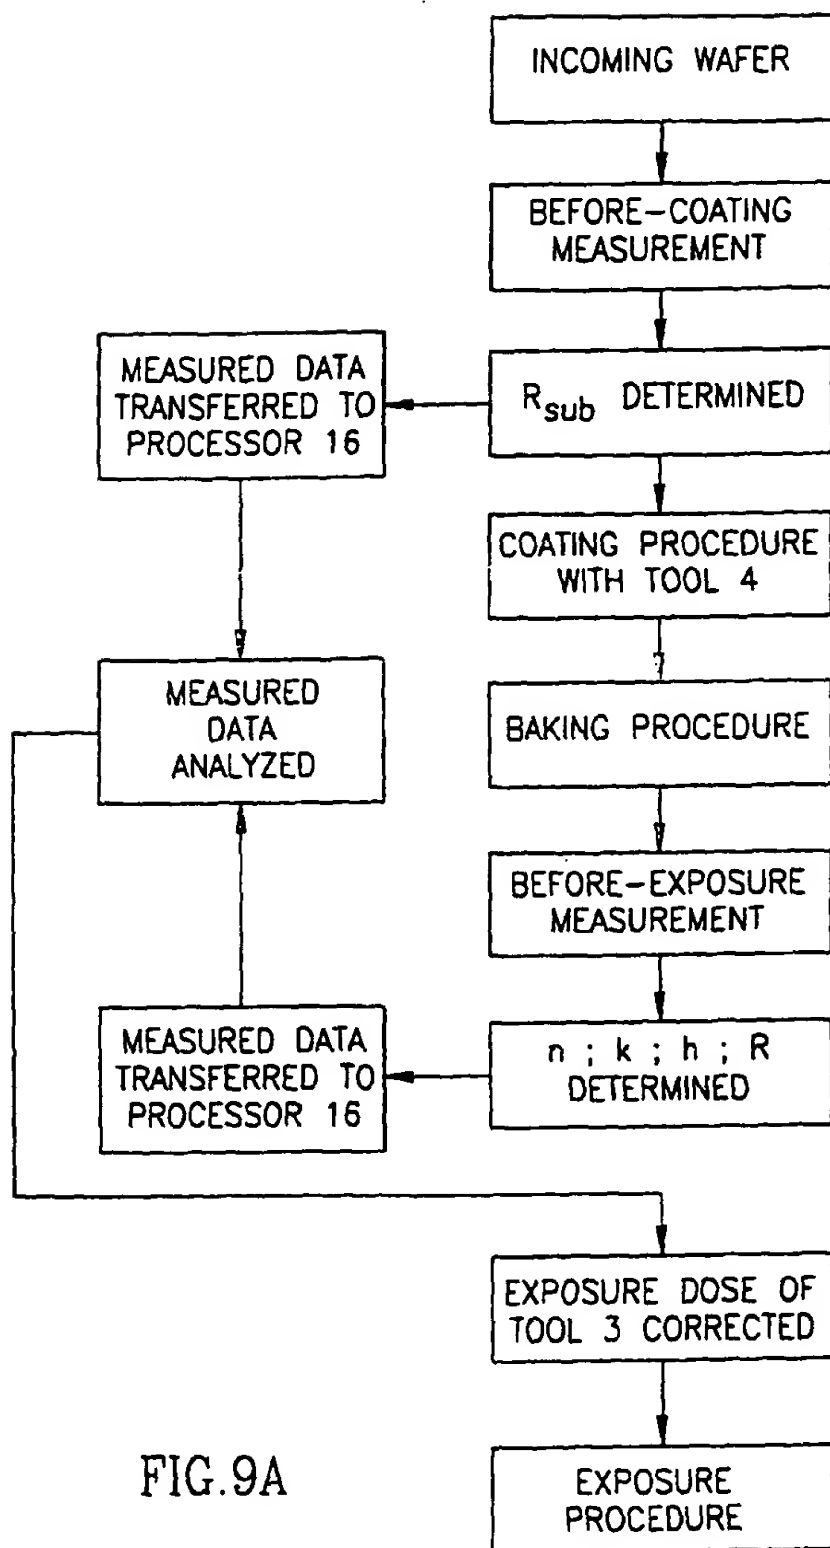 INCOMING WAFER
BEFORE-COATING
MEASUREMENT
MEASURED DATA
TRANSFERRED TO
PROCESSOR 16
Rsub DETERMINED
COATING PROCEDURE
WITH TOOL 4
MEASURED
DATA
ANALYZED
BAKING PROCEDURE
BEFORE-EXPOSURE
MEASUREMENT
MEASURED DATA
TRANSFERRED TO
PROCESSOR 16
n ; k ; h ; R
DETERMINED
EXPOSURE DOSE OF
TOOL 3 CORRECTED
EXPOSURE
PROCEDURE
FIG.9A